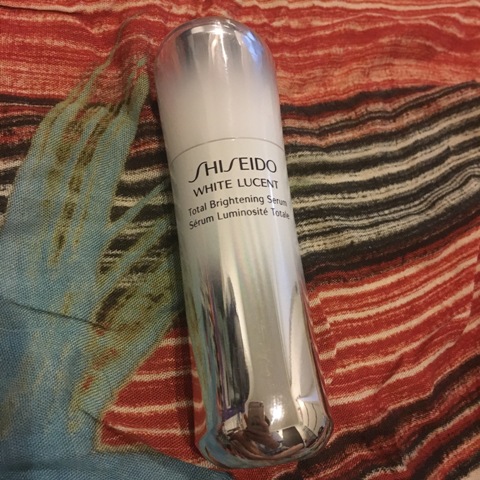 SHISEIDO
WHITE LUCENT
Total Brightening Serum
Sérum Luminosité Totale